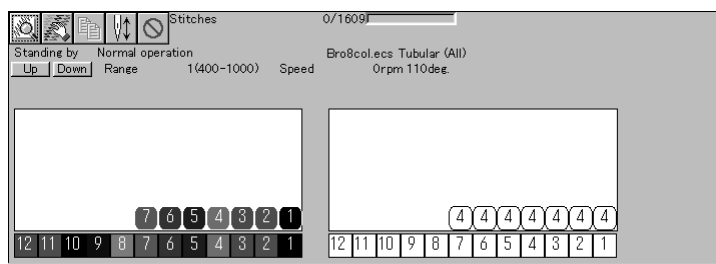 Stitches 0/1609
Standing by Normal operation Bro8col.ecs Tubular (All)
Up Down Range 1(400-1000) Speed 0rpm 110deg.
7 6 5 4 3 2 1 4 4 4 4 4 4 4
12 11 10 9 8 7 6 5 4 3 2 1 12 11 10 9 8 7 6 5 4 3 2 1